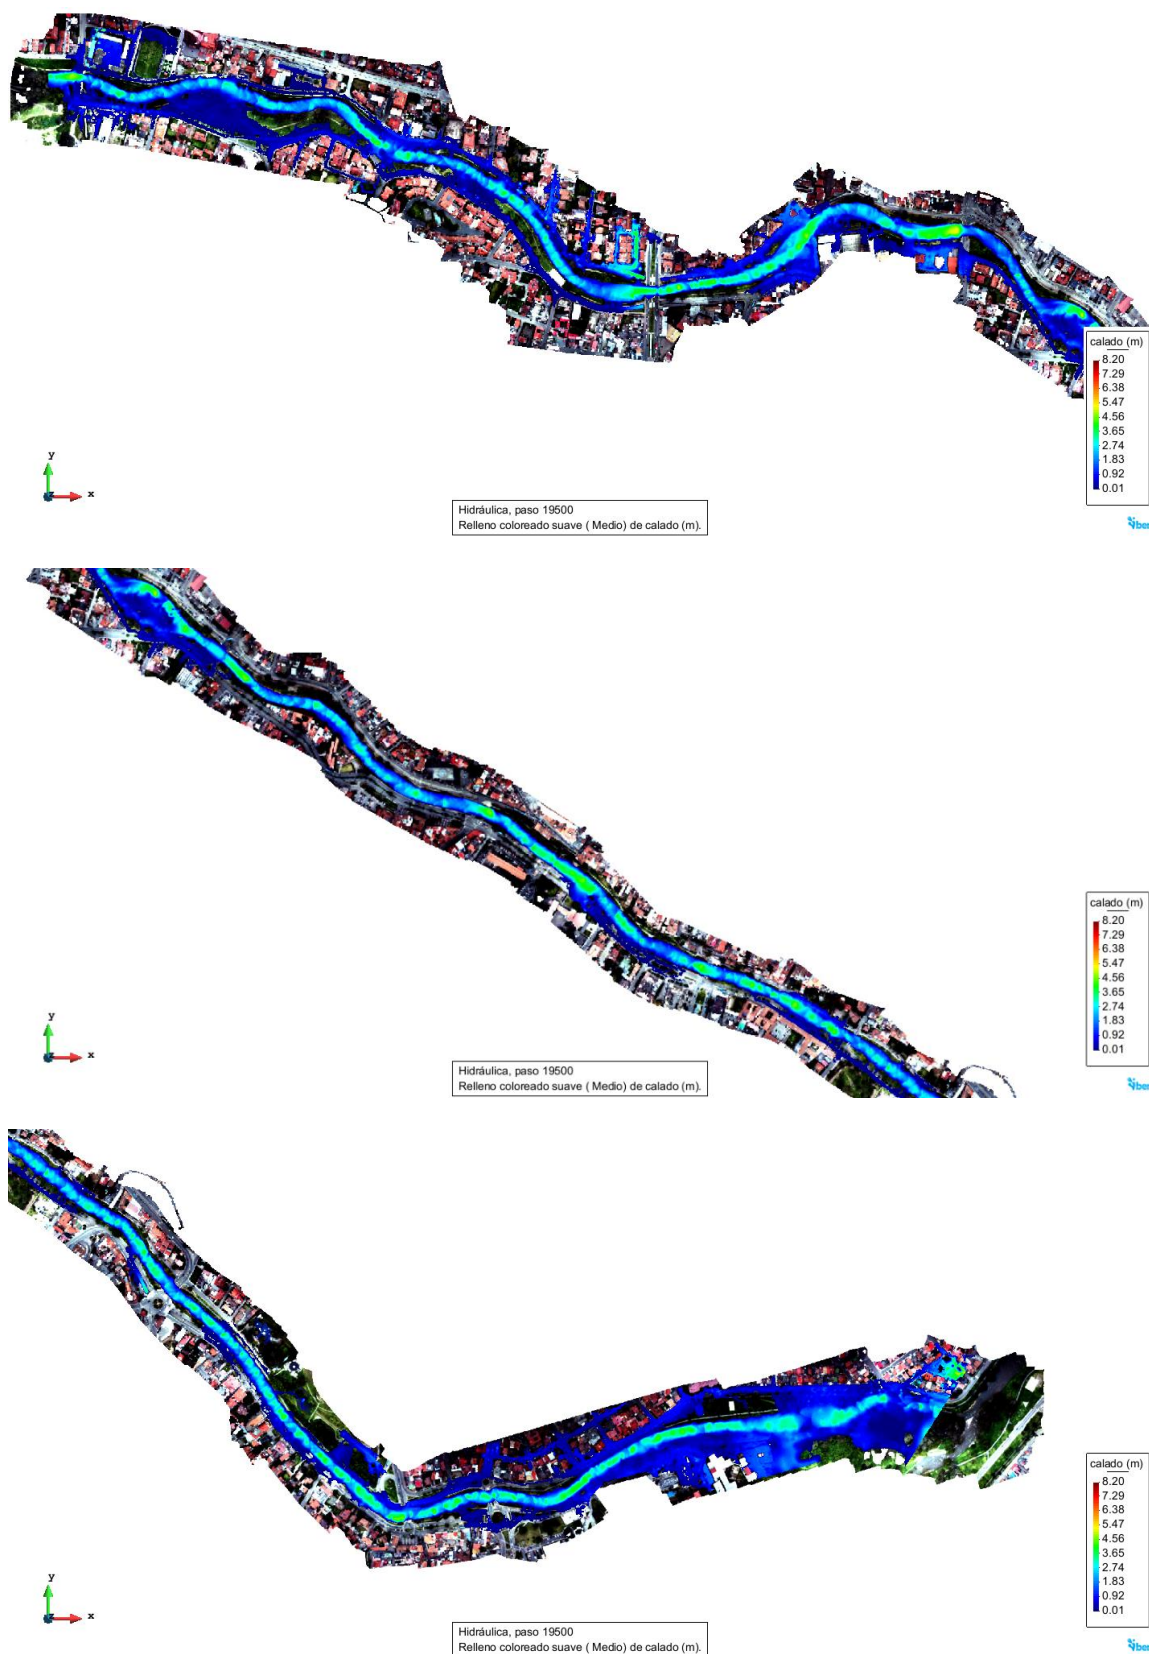 calado (m)
8.20
7.29
6.38
5.47
4.56
3.65
2.74
1.83
0.92
0.01
y
z x
Hidráulica, paso 19500
Relleno coloreado suave ( Medio) de calado (m).
iber
calado (m)
8.20
7.29
6.38
5.47
4.56
3.65
2.74
1.83
0.92
0.01
y
z x
Hidráulica, paso 19500
Relleno coloreado suave ( Medio) de calado (m).
iber
calado (m)
8.20
7.29
6.38
5.47
4.56
3.65
2.74
1.83
0.92
0.01
y
z x
Hidráulica, paso 19500
Relleno coloreado suave ( Medio) de calado (m).
iber